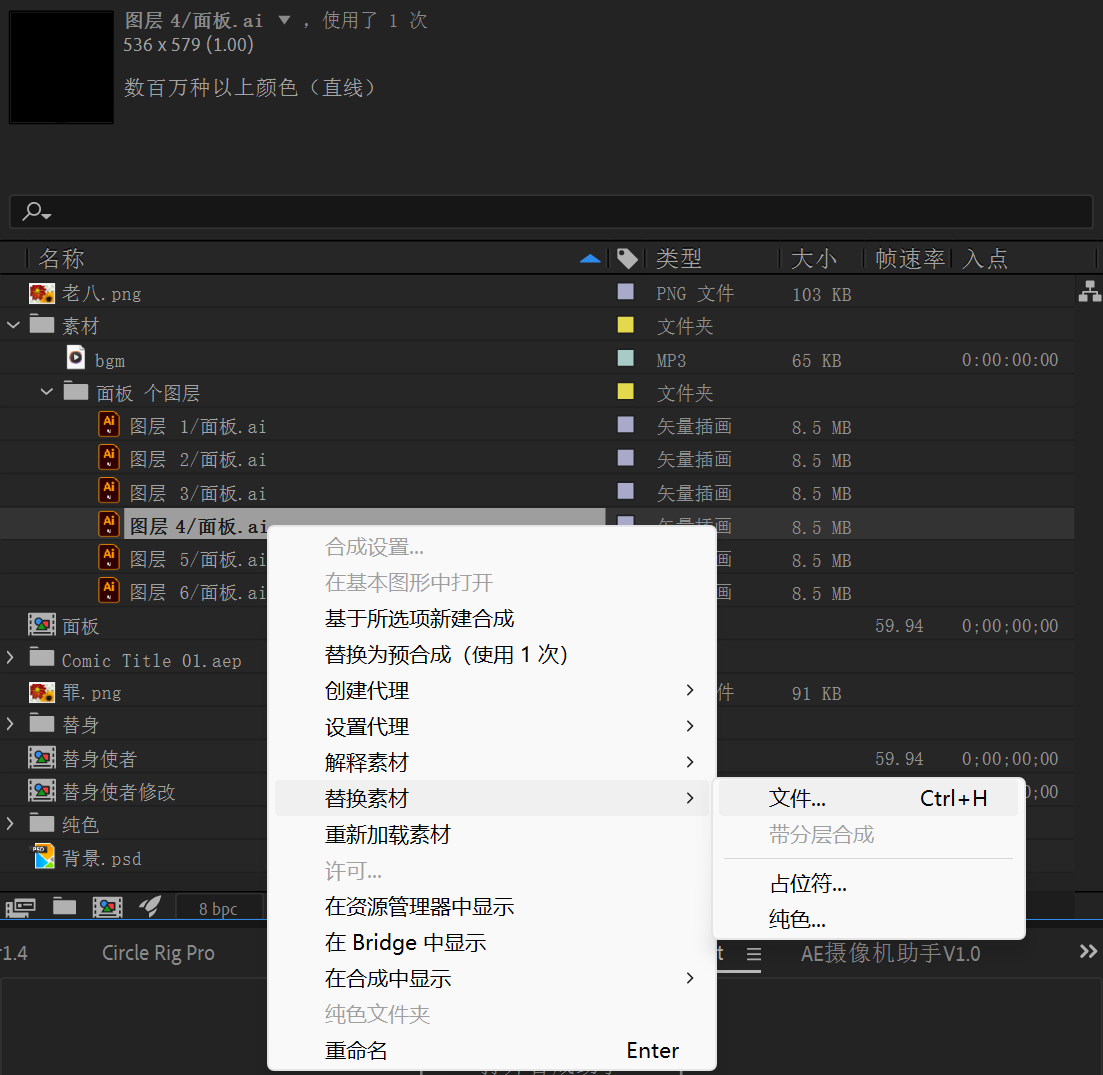 图层 4/面板.ai ▼ ，使用了 1 次
536 x 579 (1.00)
数百万种以上颜色（直线）
名称 类型 大小 帧速率 入点
老八.png PNG 文件 103 KB
素材 文件夹
bgm MP3 65 KB 0:00:00:00
面板 个图层 文件夹
图层 1/面板.ai 矢量插画 8.5 MB
图层 2/面板.ai 矢量插画 8.5 MB
图层 3/面板.ai 矢量插画 8.5 MB
图层 4/面板.ai 矢量插画 8.5 MB
图层 5/面板.ai 画 8.5 MB
图层 6/面板.ai 画 8.5 MB
面板 59.94 0;00;00;00
Comic Title 01.aep
罪.png 件 91 KB
替身
替身使者 59.94 0;00;00;00
替身使者修改 ;00
纯色
背景.psd
合成设置...
在基本图形中打开
基于所选项新建合成
替换为预合成（使用 1 次）
创建代理
设置代理
解释素材
替换素材
重新加载素材
许可...
在资源管理器中显示
在 Bridge 中显示
在合成中显示
纯色文件夹
重命名 Enter
文件... Ctrl+H
带分层合成
占位符...
纯色...
8 bpc
1.4 Circle Rig Pro t AE摄像机助手V1.0